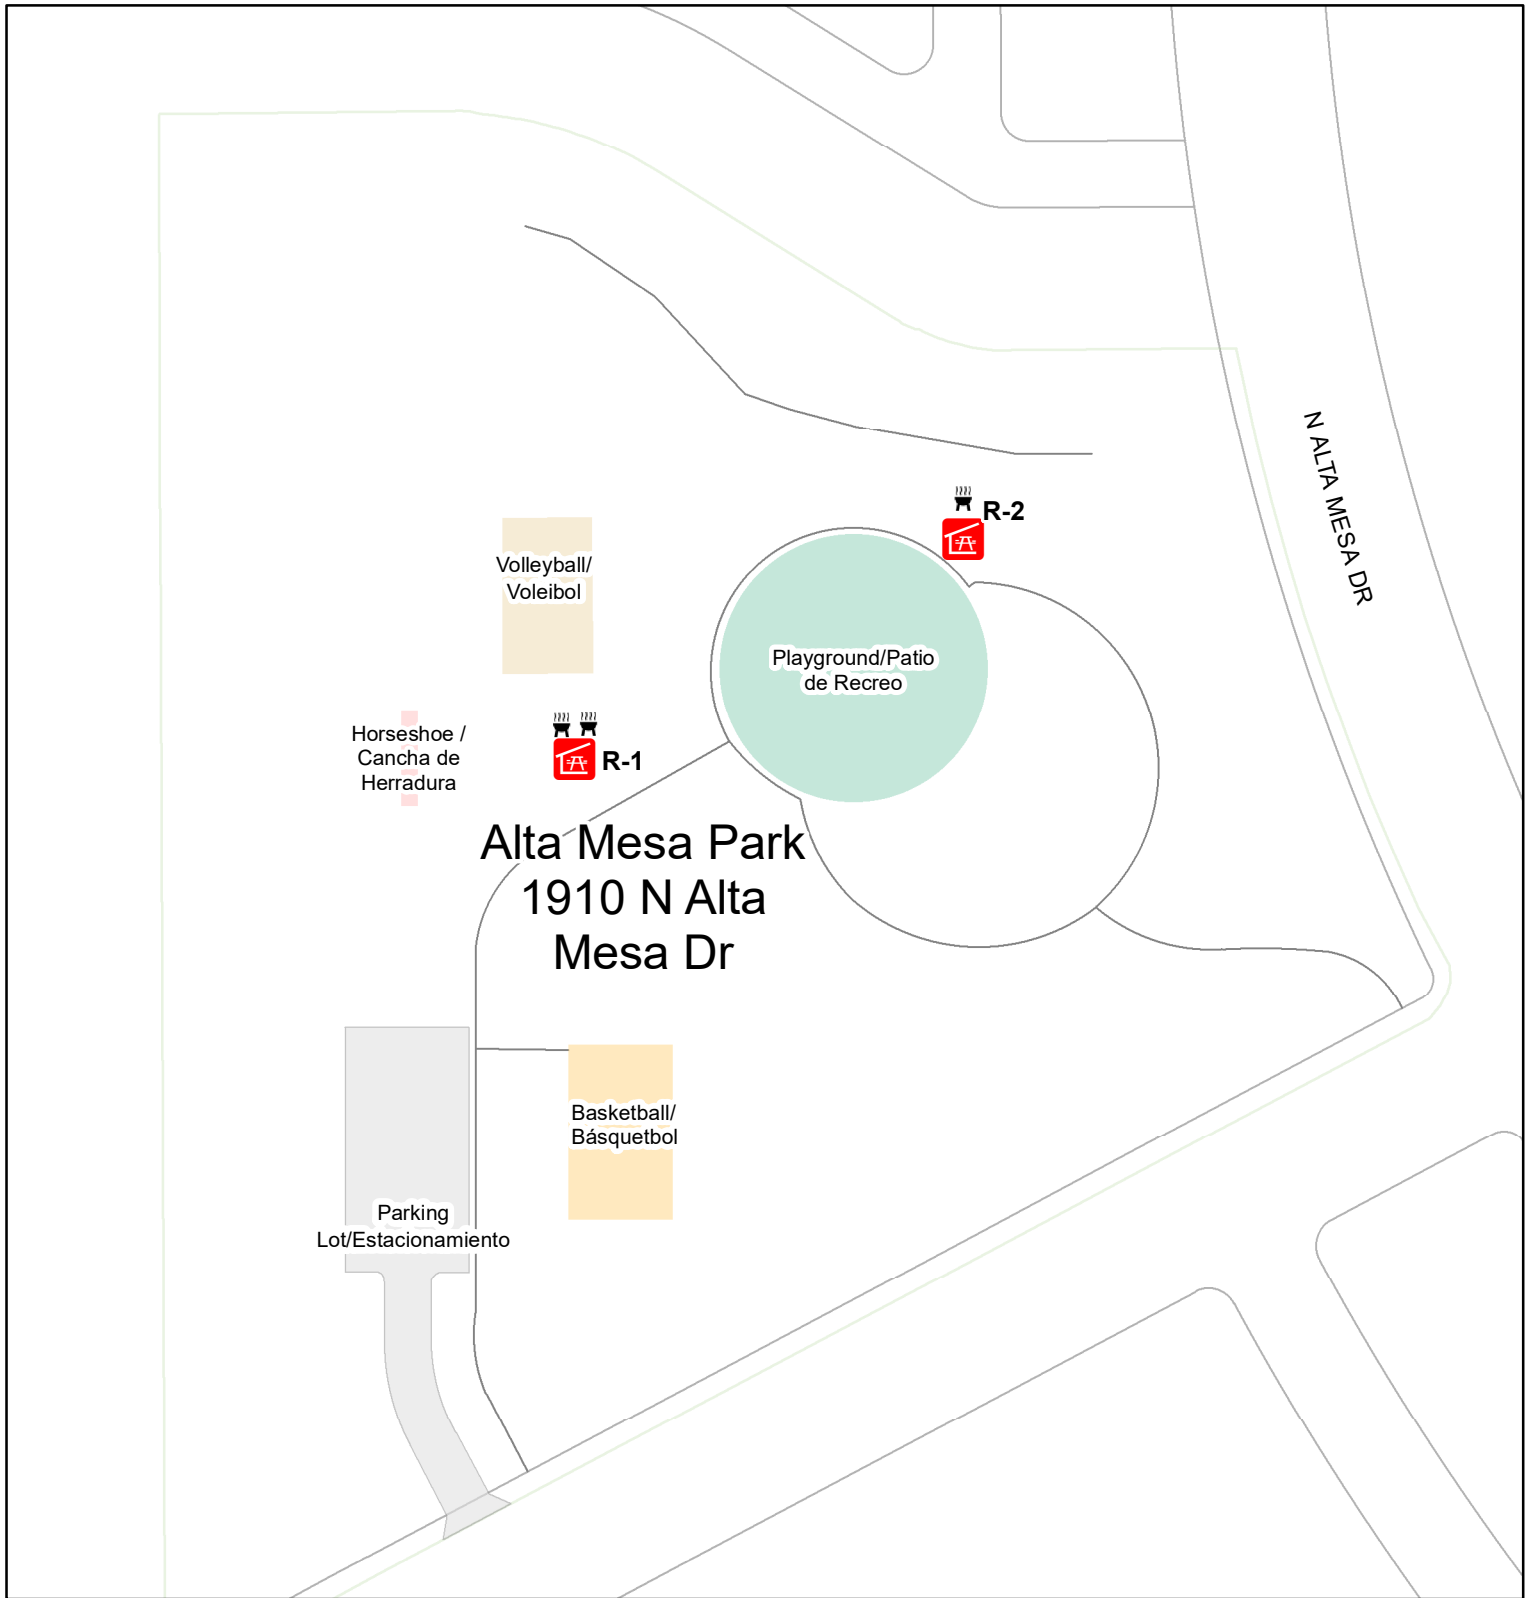 N ALTA MESA DR
R-2
Volleyball/
Voleibol
Playground/Patio
de Recreo
Horseshoe /
Cancha de
Herradura
R-1
Alta Mesa Park
1910 N Alta
Mesa Dr
Basketball/
Básquetbol
Parking
Lot/Estacionamiento